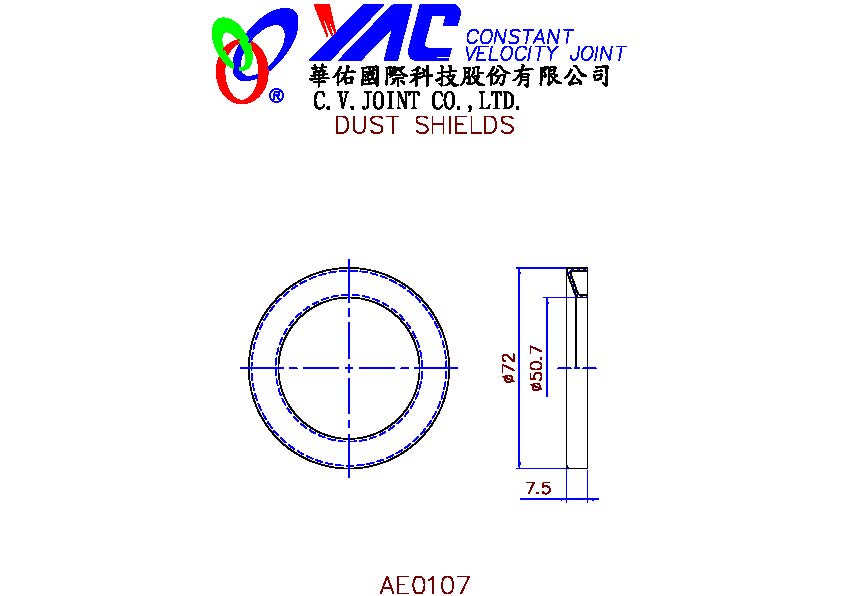 YAC CONSTANT
VELOCITY JOINT
®
華佑國際科技股份有限公司
C.V.JOINT CO.,LTD.
DUST SHIELDS
ø72
ø50.7
7.5
AE0107